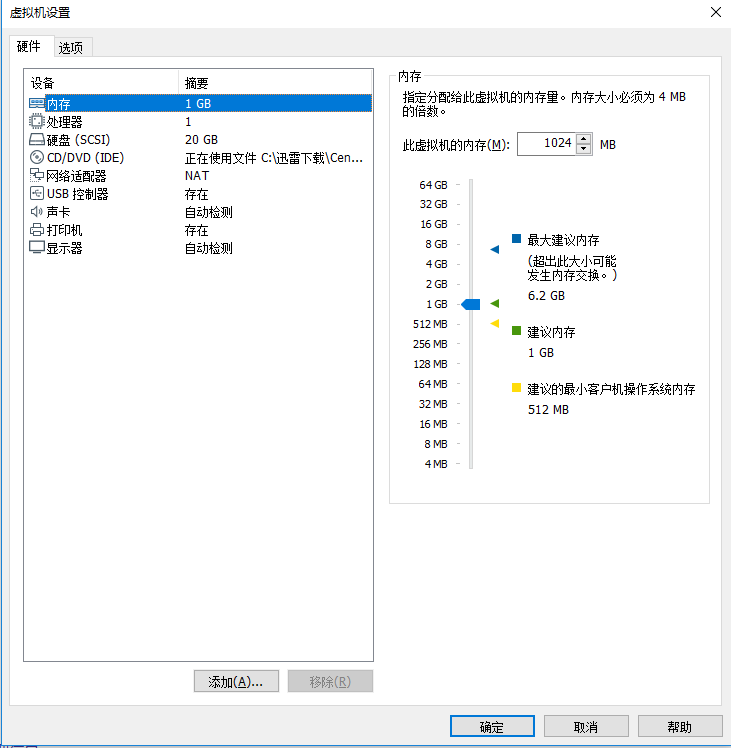 虚拟机设置
硬件 选项
设备 摘要
内存 1 GB
处理器 1
硬盘 (SCSI) 20 GB
CD/DVD (IDE) 正在使用文件 C:\迅雷下载\Cen...
网络适配器 NAT
USB 控制器 存在
声卡 自动检测
打印机 存在
显示器 自动检测
添加(A)... 移除(R)
内存
指定分配给此虚拟机的内存量。内存大小必须为 4 MB
的倍数。
此虚拟机的内存(M): 1024 MB
64 GB
32 GB
16 GB
8 GB
4 GB
2 GB
1 GB
512 MB
256 MB
128 MB
64 MB
32 MB
16 MB
8 MB
4 MB
最大建议内存
(超出此大小可能
发生内存交换。)
6.2 GB
建议内存
1 GB
建议的最小客户机操作系统内存
512 MB
确定 取消 帮助